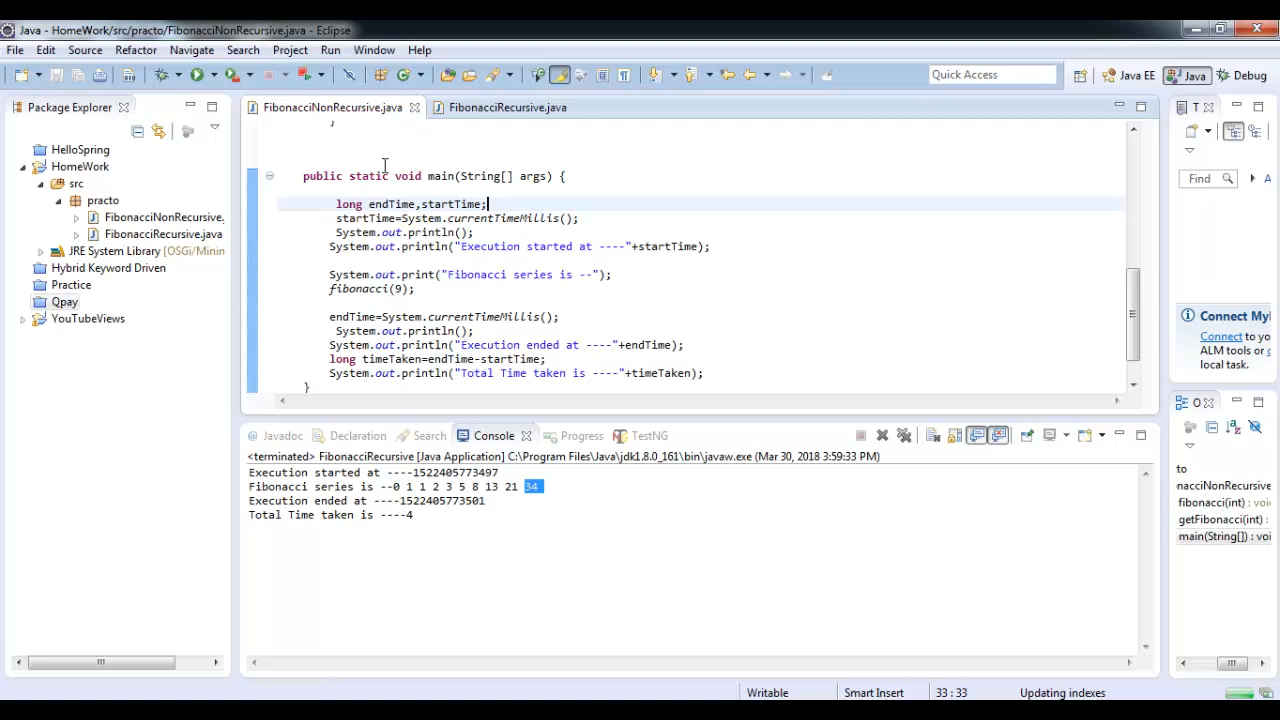 Java - HomeWork/src/practo/FibonacciNonRecursive.java - Eclipse
File Edit Source Refactor Navigate Search Project Run Window Help
Quick Access Java EE Java Debug
Package Explorer
FibonacciNonRecursive.java FibonacciRecursive.java
T
HelloSpring
HomeWork
src
practo
FibonacciNonRecursive.
FibonacciRecursive.java
JRE System Library [OSGi/Minin
Hybrid Keyword Driven
Practice
Qpay
YouTubeViews
}
public static void main(String[] args) {
long endTime,startTime;
startTime=System.currentTimeMillis();
System.out.println();
System.out.println("Execution started at ----"+startTime);
System.out.print("Fibonacci series is --");
fibonacci(9);
endTime=System.currentTimeMillis();
System.out.println();
System.out.println("Execution ended at ----"+endTime);
long timeTaken=endTime-startTime;
System.out.println("Total Time taken is ----"+timeTaken);
}
Find A
Connect Myl
Connect to yo
ALM tools or
local task.
O
to
nacciNonRecursive
fibonacci(int) : voi
getFibonacci(int) :
main(String[]) : voi
@ Javadoc Declaration Search Console Progress TestNG
<terminated> FibonacciRecursive [Java Application] C:\Program Files\Java\jdk1.8.0_161\bin\javaw.exe (Mar 30, 2018 3:59:33 PM)
Execution started at ----1522405773497
Fibonacci series is --0 1 1 2 3 5 8 13 21 34
Execution ended at ----1522405773501
Total Time taken is ----4
Writable Smart Insert 33 : 33 Updating indexes